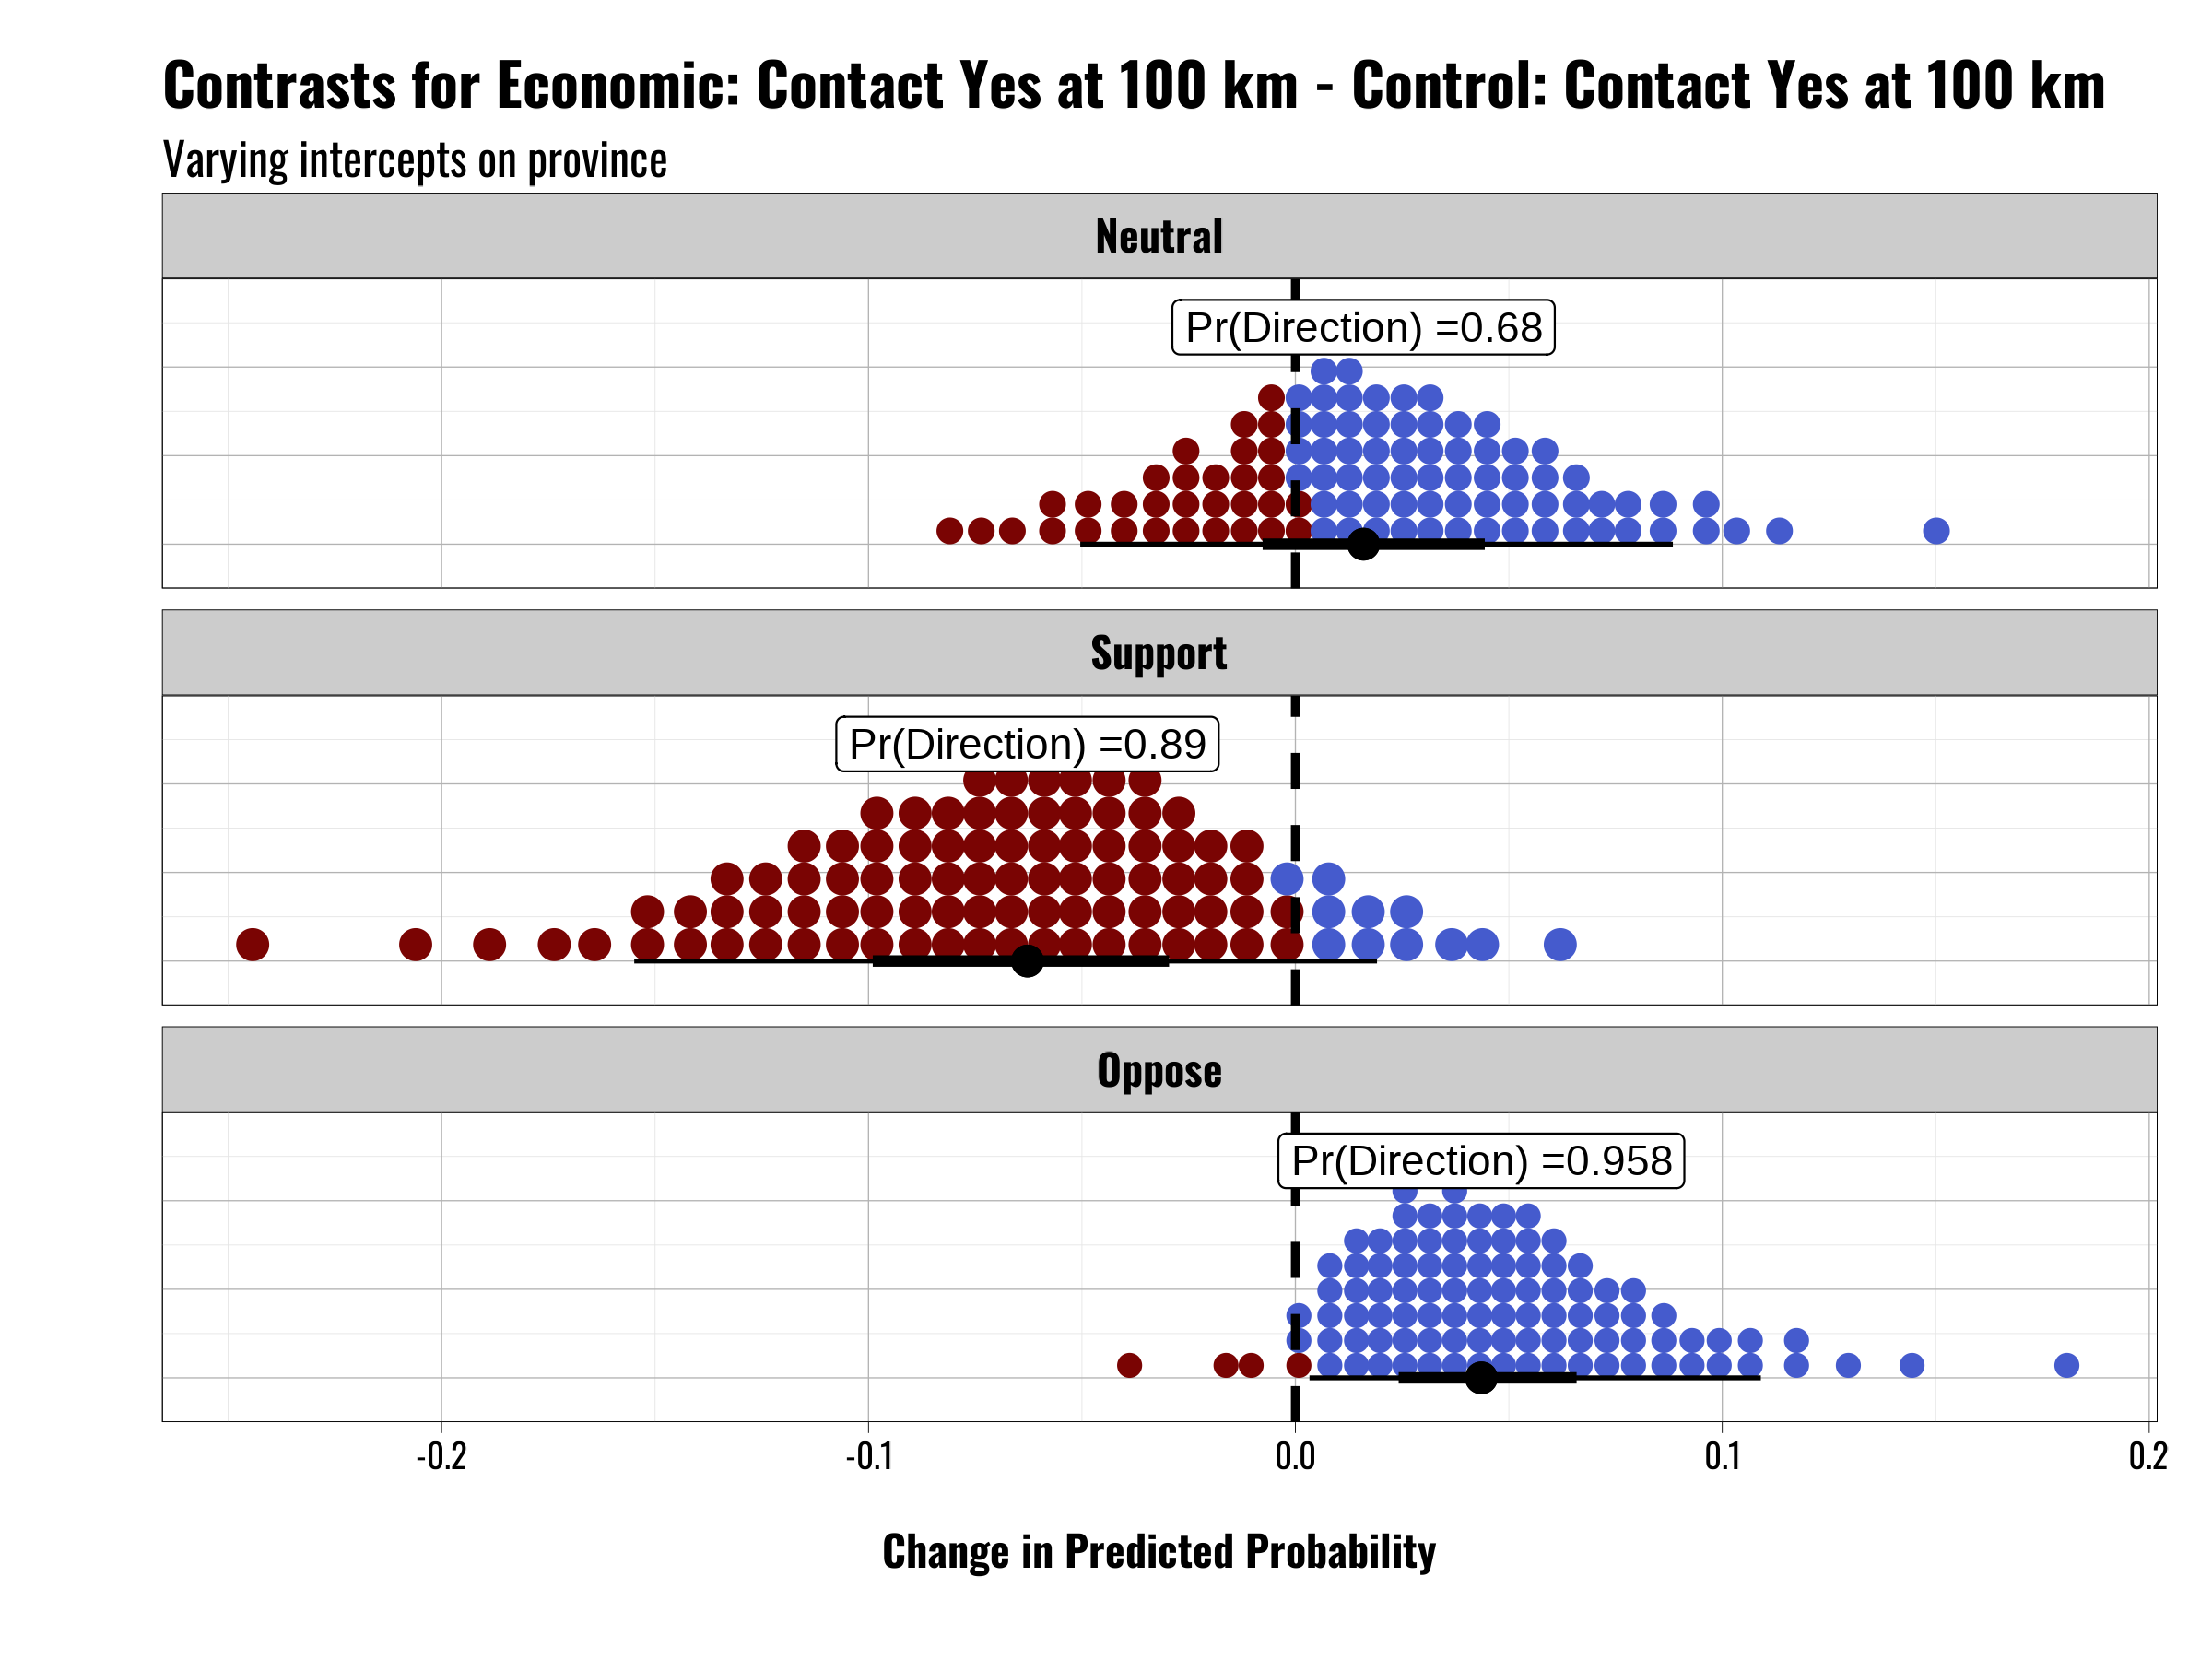 Contrasts for Economic: Contact Yes at 100 km - Control: Contact Yes at 100 km
Varying intercepts on province
Neutral
Pr(Direction) =0.68
Support
Pr(Direction) =0.89
Oppose
Pr(Direction) =0.958
-0.2 -0.1 0.0 0.1 0.2
Change in Predicted Probability